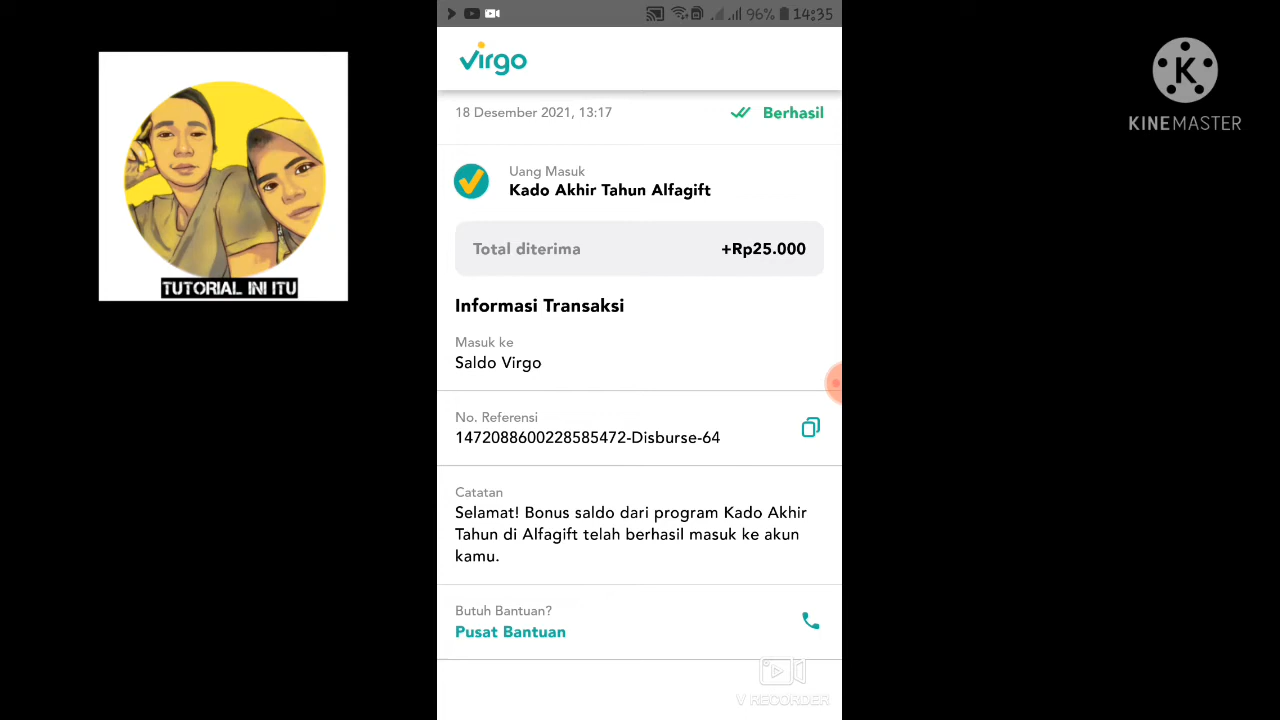 96% 14:35
virgo
18 Desember 2021, 13:17
Berhasil
Uang Masuk
Kado Akhir Tahun Alfagift
Total diterima +Rp25.000
Informasi Transaksi
Masuk ke
Saldo Virgo
No. Referensi
1472088600228585472-Disburse-64
Catatan
Selamat! Bonus saldo dari program Kado Akhir
Tahun di Alfagift telah berhasil masuk ke akun
kamu.
Butuh Bantuan?
Pusat Bantuan
V RECORDER
TUTORIAL INI ITU
K
KINEMASTER